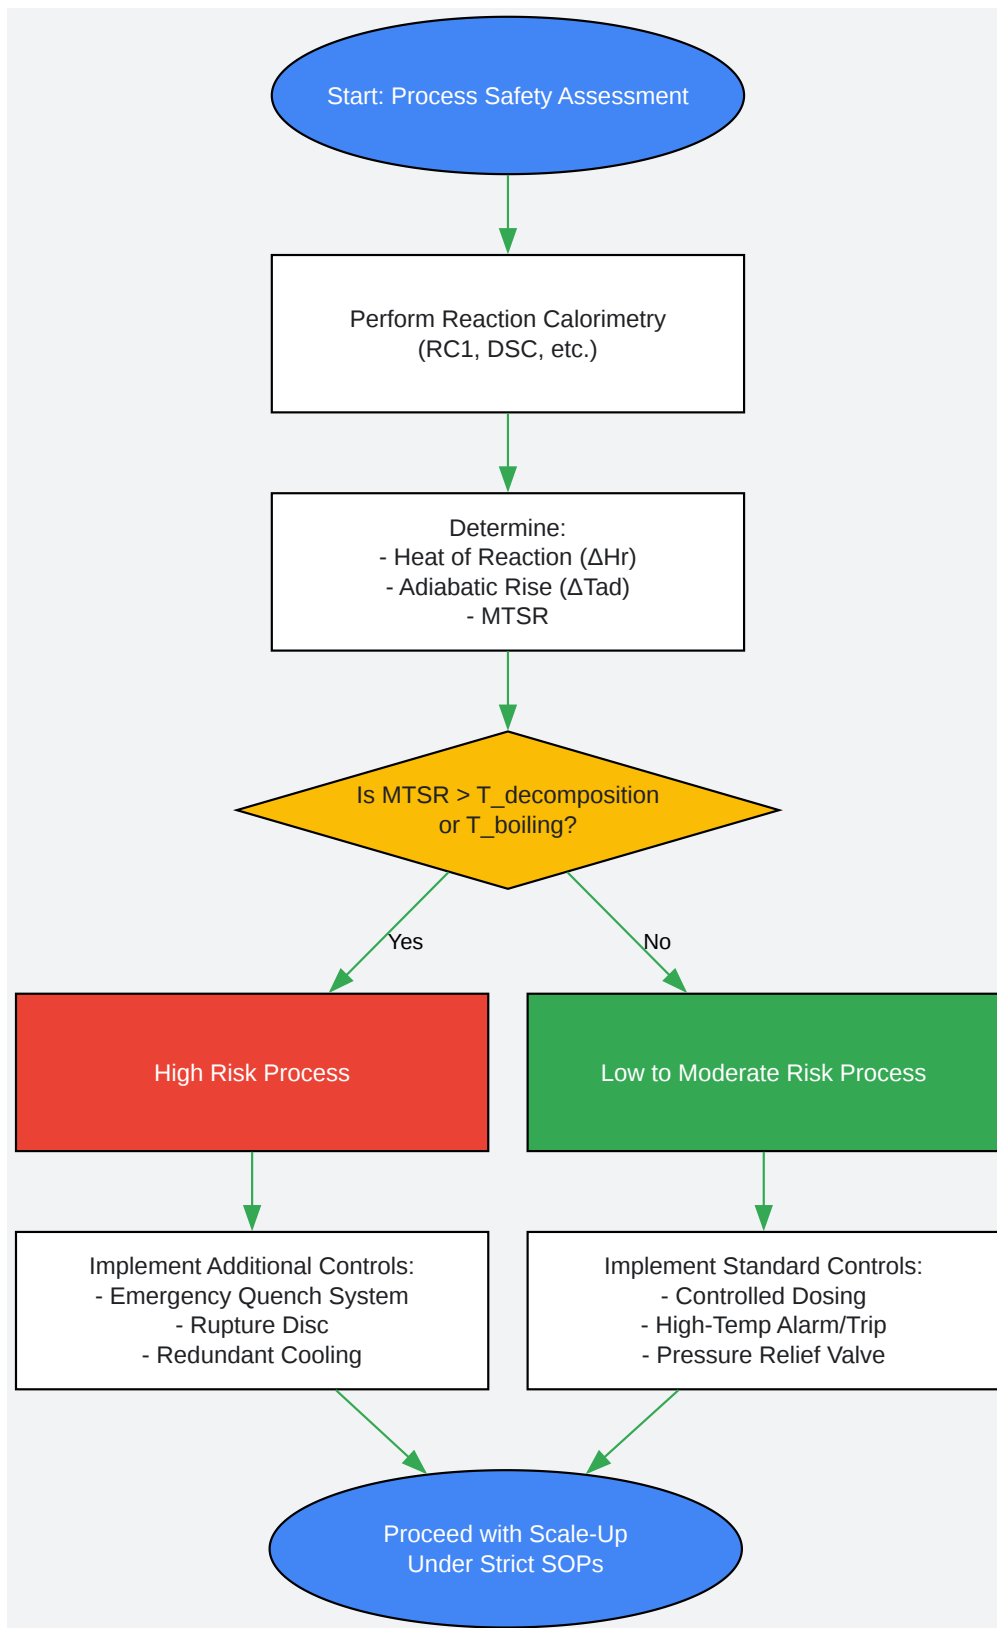 Start: Process Safety Assessment
Perform Reaction Calorimetry
(RC1, DSC, etc.)
Determine:
- Heat of Reaction (ΔHr)
- Adiabatic Rise (ΔTad)
- MTSR
Is MTSR > T_decomposition
or T_boiling?
Yes
No
High Risk Process
Low to Moderate Risk Process
Implement Additional Controls:
- Emergency Quench System
- Rupture Disc
- Redundant Cooling
Implement Standard Controls:
- Controlled Dosing
- High-Temp Alarm/Trip
- Pressure Relief Valve
Proceed with Scale-Up
Under Strict SOPs